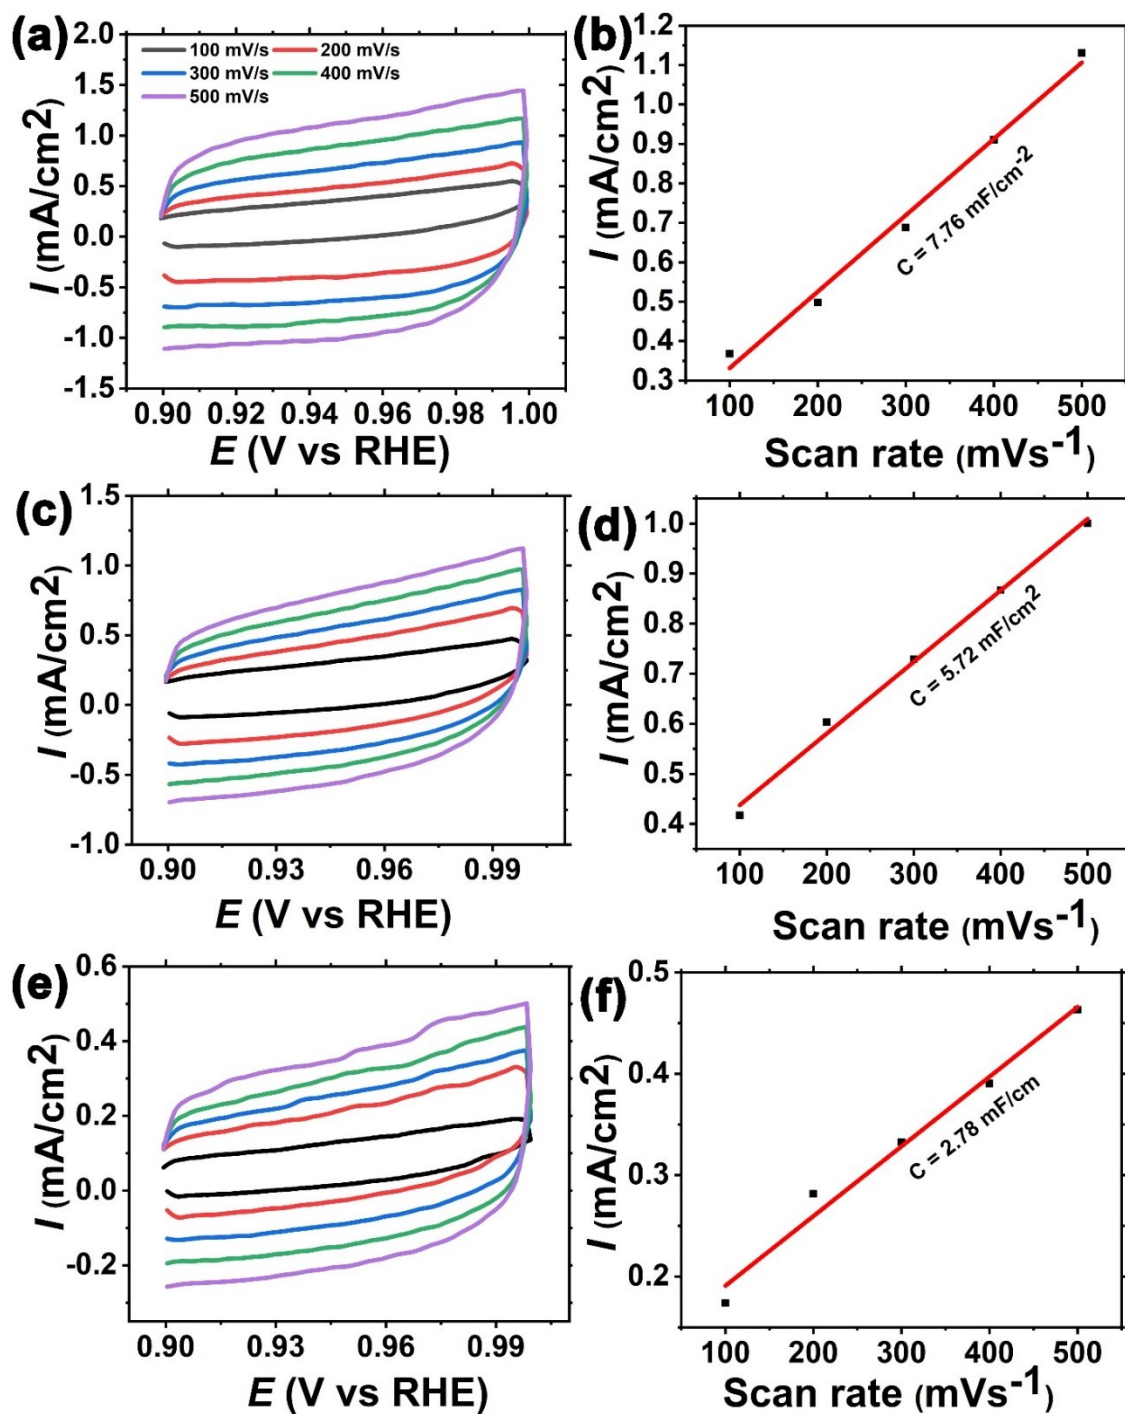 (a)
I (mA/cm2)
2.0
1.5
1.0
0.5
0.0
-0.5
-1.0
-1.5
100 mV/s 200 mV/s
300 mV/s 400 mV/s
500 mV/s
0.90 0.92 0.94 0.96 0.98 1.00
E (V vs RHE)
(b)
I (mA/cm2)
1.2
1.1
1.0
0.9
0.8
0.7
0.6
0.5
0.4
0.3
C = 7.76 mF/cm-2
100 200 300 400 500
Scan rate (mVs-1)
(c)
I (mA/cm2)
1.5
1.0
0.5
0.0
-0.5
-1.0
0.90 0.93 0.96 0.99
E (V vs RHE)
(d)
I (mA/cm2)
1.0
0.9
0.8
0.7
0.6
0.5
0.4
C = 5.72 mF/cm2
100 200 300 400 500
Scan rate (mVs-1)
(e)
I (mA/cm2)
0.6
0.4
0.2
0.0
-0.2
0.90 0.93 0.96 0.99
E (V vs RHE)
(f)
I (mA/cm2)
0.5
0.4
0.3
0.2
C = 2.78 mF/cm
100 200 300 400 500
Scan rate (mVs-1)